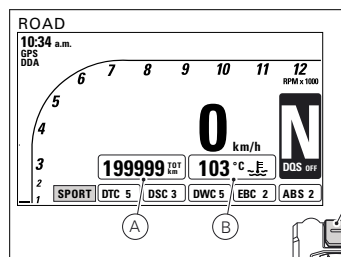 ROAD
10:34 a.m.
GPS
DDA
6 7 8 9 10 11 12
RPM x 1000
5
4
3
2
1
0 km/h
N
DQS OFF
199999 TOT km
103 °C
SPORT DTC 5 DSC 3 DWC 5 EBC 2 ABS 2
A B